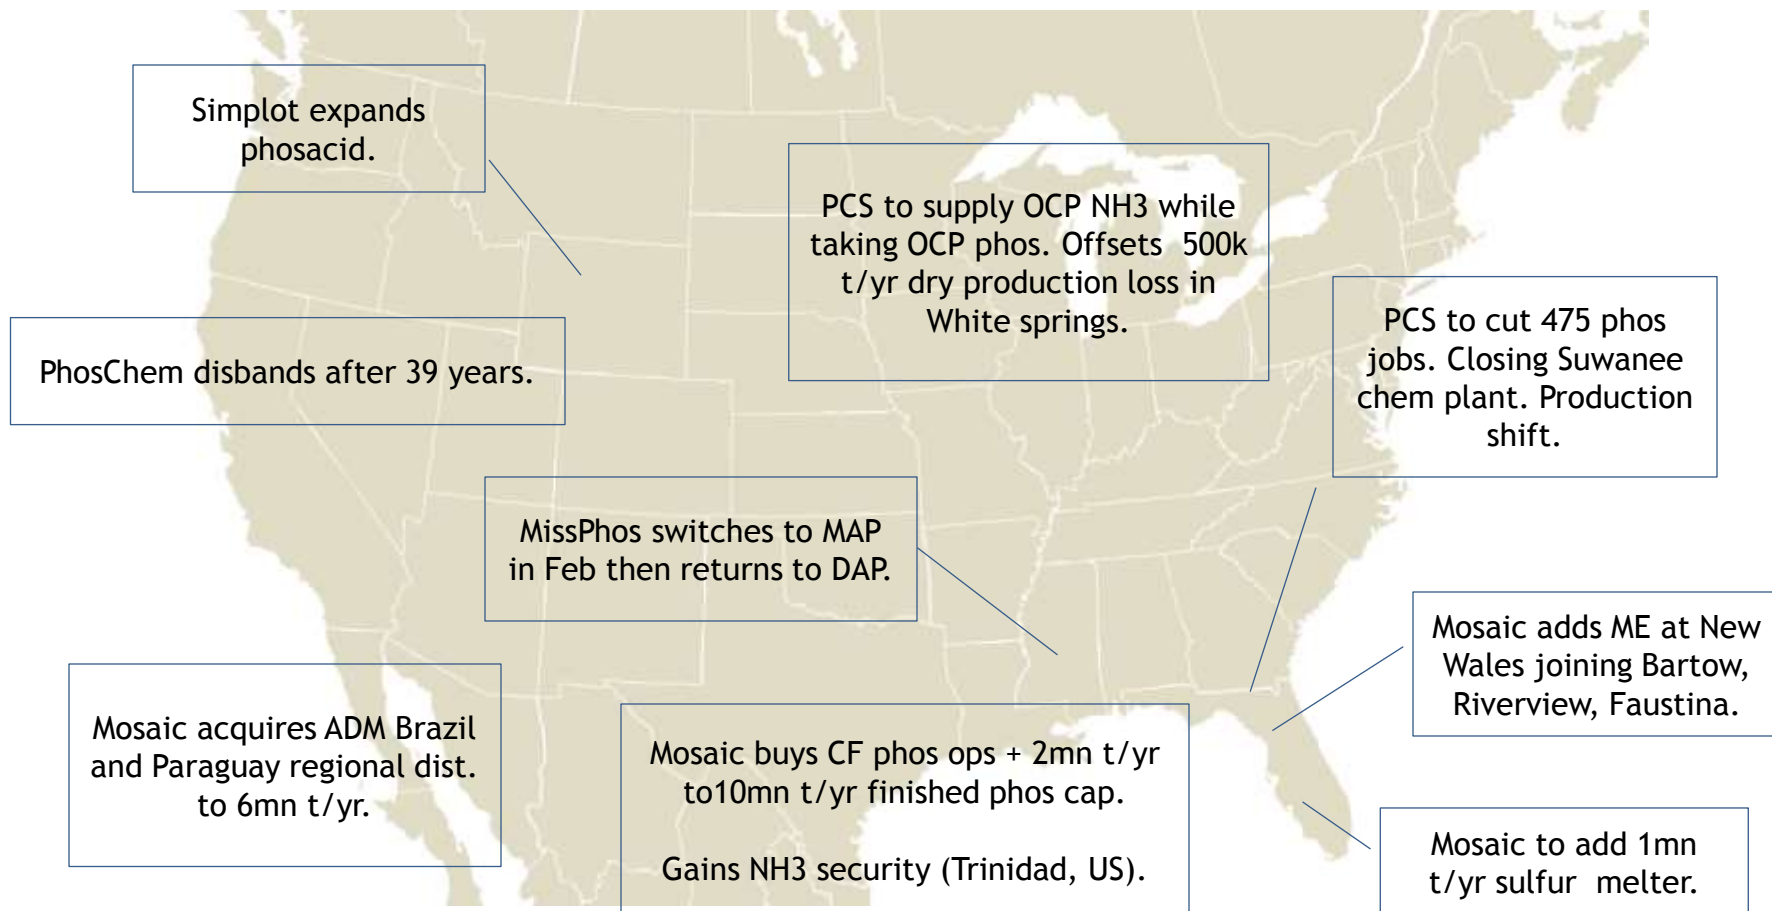 Simplot expands
phosacid.
PCS to supply OCP NH3 while
taking OCP phos. Offsets  500k
t/yr dry production loss in
White springs.
PCS to cut 475 phos
jobs. Closing Suwanee
chem plant. Production
shift.
PhosChem disbands after 39 years.
MissPhos switches to MAP
in Feb then returns to DAP.
Mosaic adds ME at New
Wales joining Bartow,
Riverview, Faustina.
Mosaic acquires ADM Brazil
and Paraguay regional dist.
to 6mn t/yr.
Mosaic buys CF phos ops + 2mn t/yr
to10mn t/yr finished phos cap.
Gains NH3 security (Trinidad, US).
Mosaic to add 1mn
t/yr sulfur  melter.